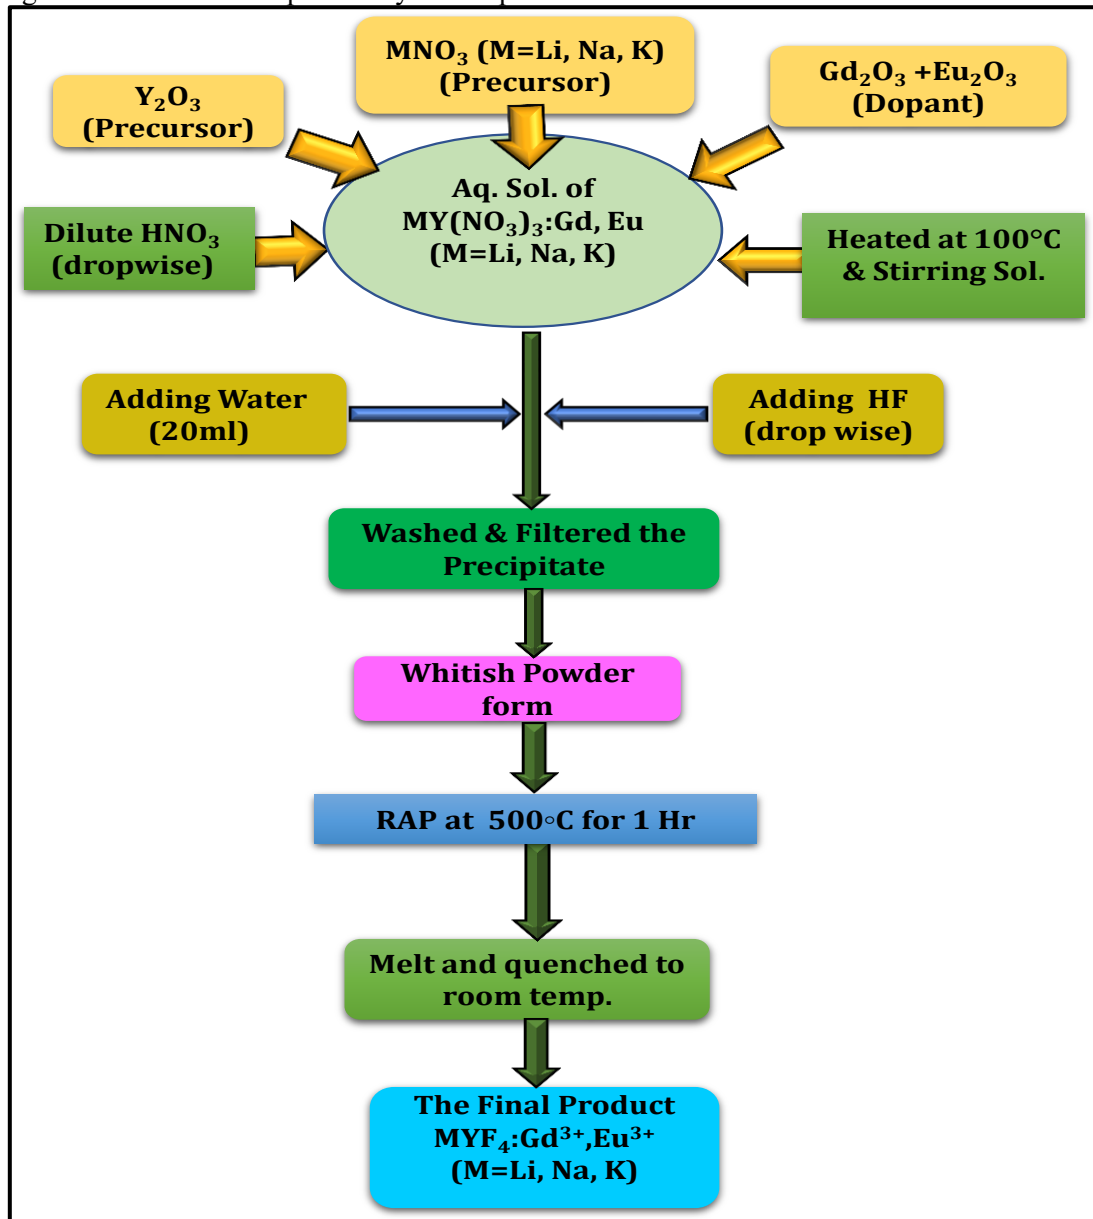 MNO₃ (M=Li, Na, K)
(Precursor)
Y₂O₃
(Precursor)
Gd₂O₃ +Eu₂O₃
(Dopant)
Aq. Sol. of
MY(NO₃)₃:Gd, Eu
(M=Li, Na, K)
Dilute HNO₃
(dropwise)
Heated at 100°C
& Stirring Sol.
Adding Water
(20ml)
Adding HF
(drop wise)
Washed & Filtered the
Precipitate
Whitish Powder
form
RAP at 500◦C for 1 Hr
Melt and quenched to
room temp.
The Final Product
MYF₄:Gd³⁺,Eu³⁺
(M=Li, Na, K)